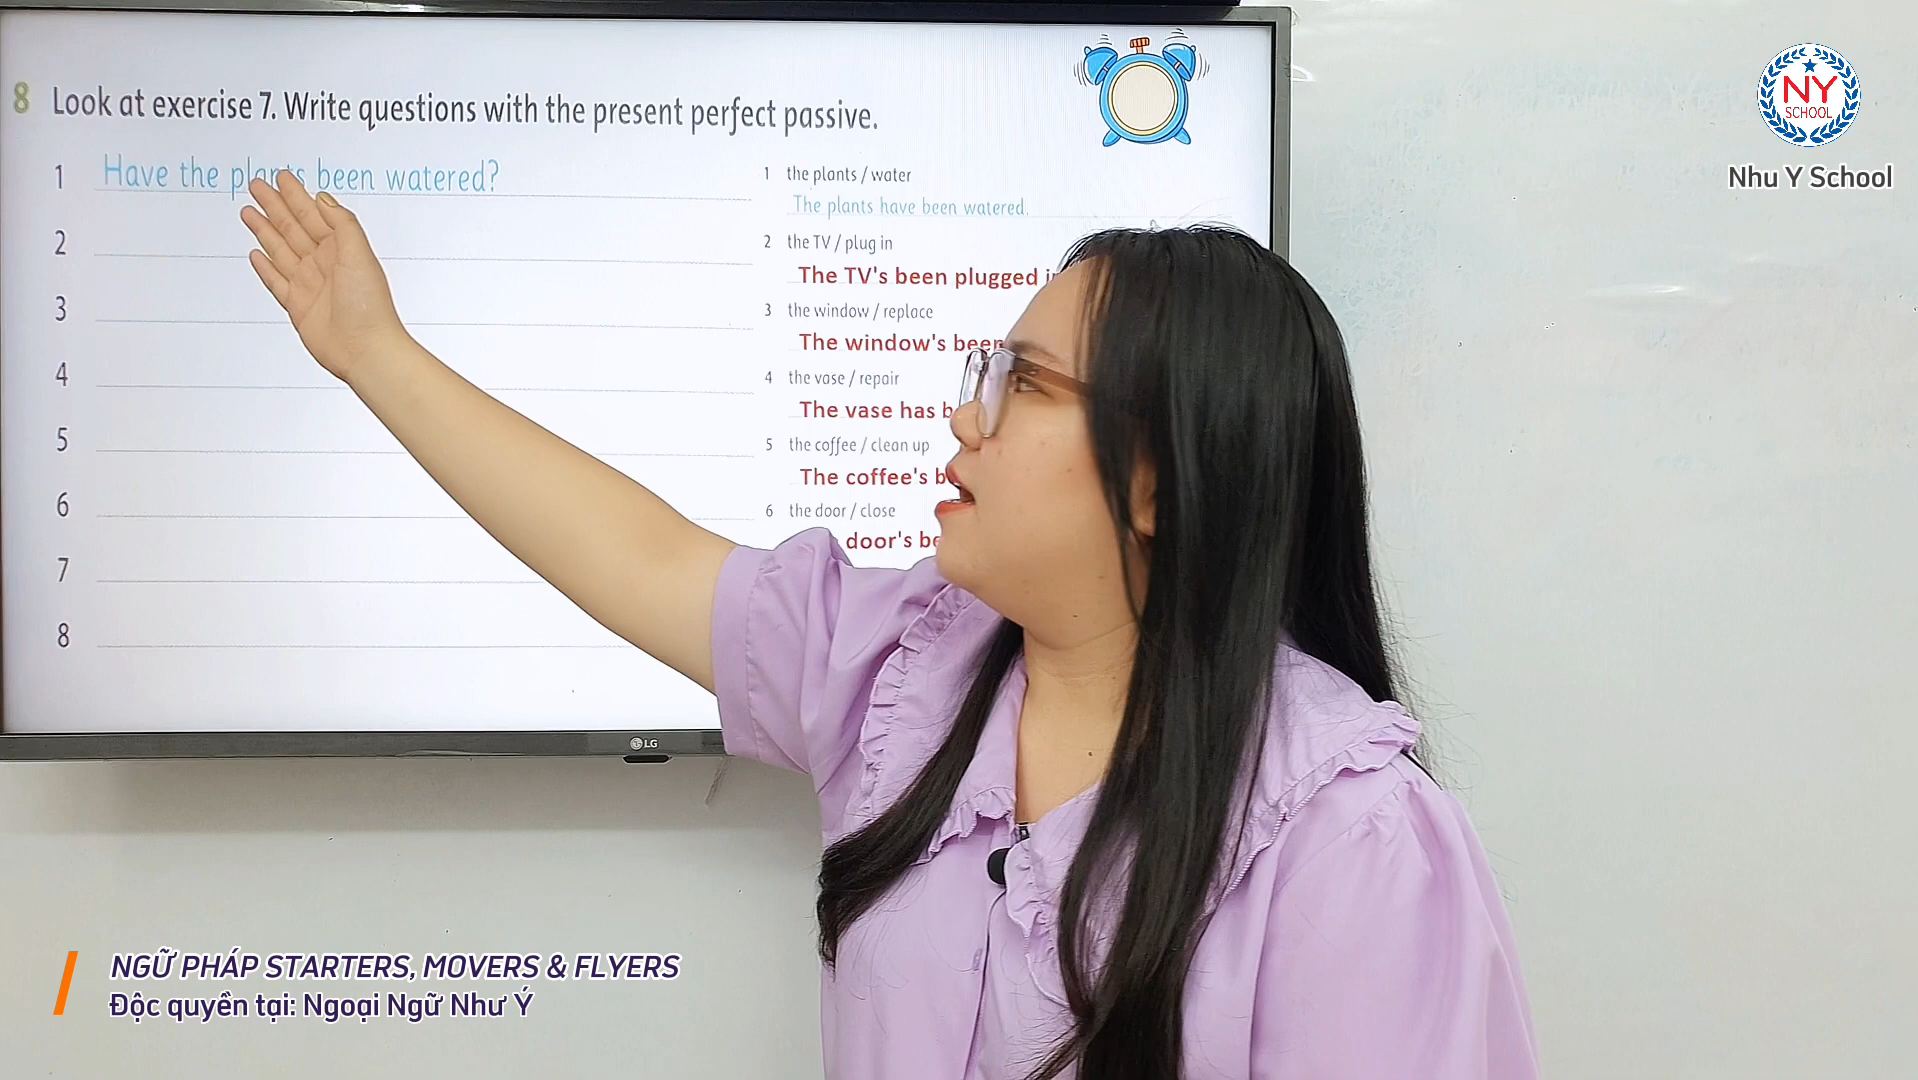 8 Look at exercise 7. Write questions with the present perfect passive.
1 Have the plants been watered?
2
3
4
5
6
7
8
1 the plants / water
The plants have been watered.
2 the TV / plug in
The TV's been plugged
3 the window / replace
The window's been
4 the vase / repair
The vase has
5 the coffee / clean up
The coffee's
6 the door / close
door's
LG
NY
SCHOOL
Nhu Y School
NGỮ PHÁP STARTERS, MOVERS & FLYERS
Độc quyền tại: Ngoại Ngữ Như Ý